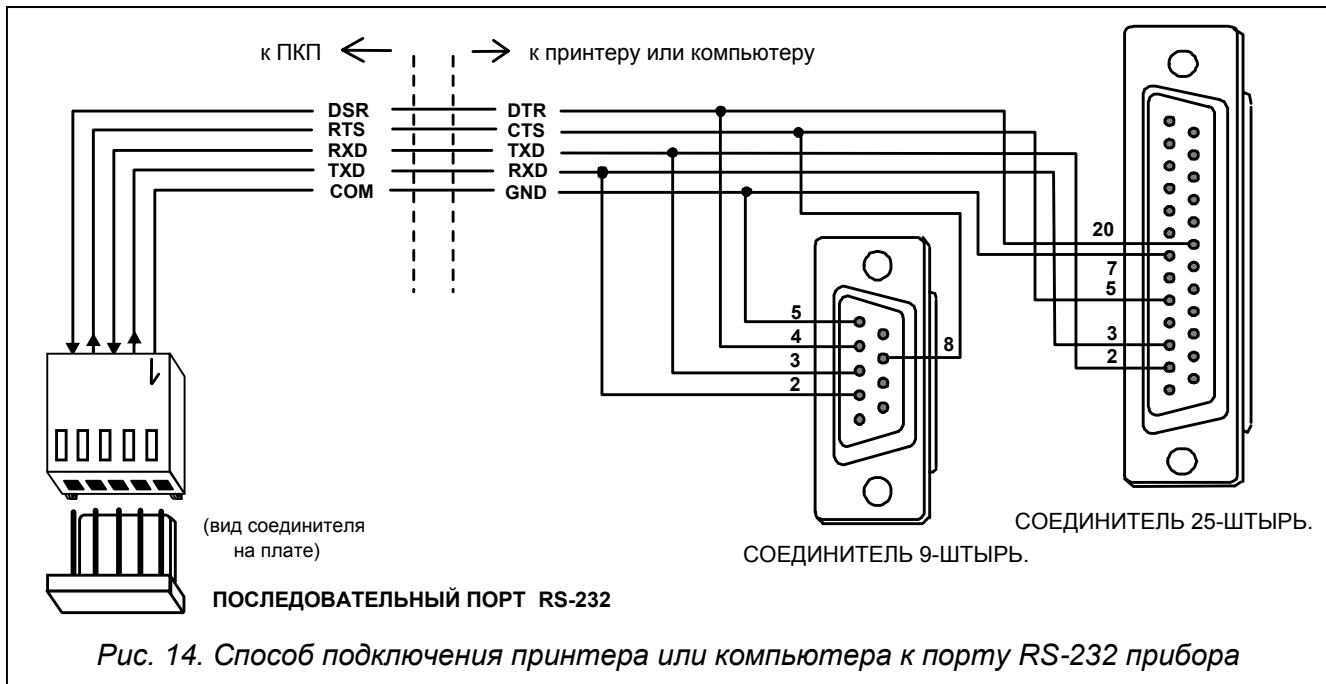 к ПКП
к принтеру или компьютеру
DSR DTR
RTS CTS
RXD TXD
TXD RXD
COM GND
20
7
5
3
2
5
4
3
2
8
(вид соединителя
на плате)
СОЕДИНИТЕЛЬ 25-ШТЫРЬ.
СОЕДИНИТЕЛЬ 9-ШТЫРЬ.
ПОСЛЕДОВАТЕЛЬНЫЙ ПОРТ RS-232
Рис. 14. Способ подключения принтера или компьютера к порту RS-232 прибора